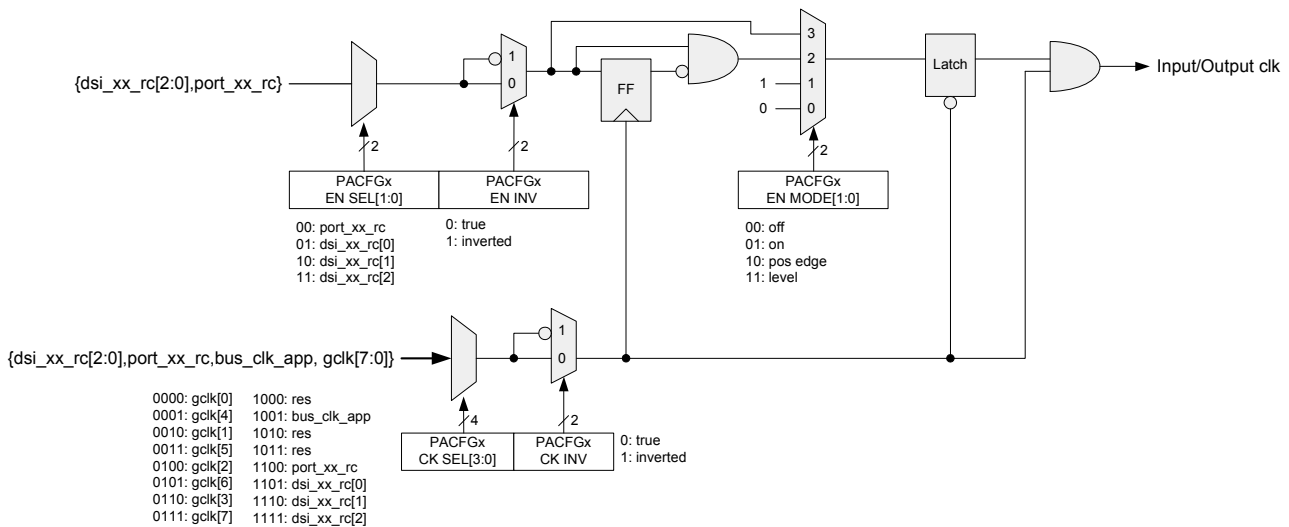 {dsi_xx_rc[2:0],port_xx_rc}
1
0
FF
3
2
1
0
1
0
Latch
Input/Output clk
2
2
2
PACFGx
EN SEL[1:0]
PACFGx
EN INV
PACFGx
EN MODE[1:0]
00: port_xx_rc
01: dsi_xx_rc[0]
10: dsi_xx_rc[1]
11: dsi_xx_rc[2]
0: true
1: inverted
00: off
01: on
10: pos edge
11: level
{dsi_xx_rc[2:0],port_xx_rc,bus_clk_app, gclk[7:0]}
1
0
0000: gclk[0]
0001: gclk[4]
0010: gclk[1]
0011: gclk[5]
0100: gclk[2]
0101: gclk[6]
0110: gclk[3]
0111: gclk[7]
1000: res
1001: bus_clk_app
1010: res
1011: res
1100: port_xx_rc
1101: dsi_xx_rc[0]
1110: dsi_xx_rc[1]
1111: dsi_xx_rc[2]
4
2
PACFGx
CK SEL[3:0]
PACFGx
CK INV
0: true
1: inverted